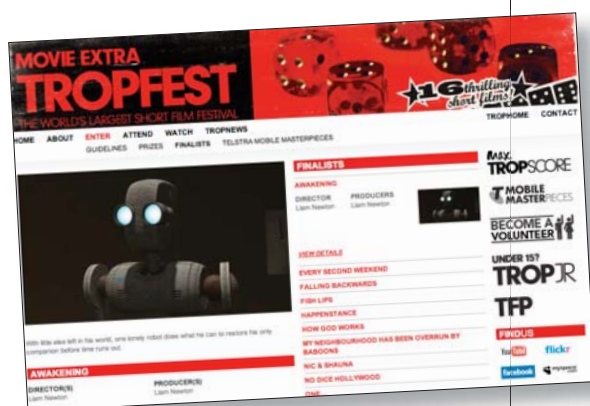 MOVIE EXTRA
TROPFEST
THE WORLD'S LARGEST SHORT FILM FESTIVAL
16 thrilling
short films!
HOME ABOUT ENTER ATTEND WATCH TROPNEWS
TROPHOME CONTACT
GUIDELINES PRIZES FINALISTS TELSTRA MOBILE MASTERPIECES
With little else left in his world, one lonely robot does what he can to restore his only
companion before time runs out.
AWAKENING
DIRECTOR(S) PRODUCER(S)
Liam Newton Liam Newton
FINALISTS
AWAKENING
DIRECTOR PRODUCERS
Liam Newton Liam Newton
VIEW DETAILS
EVERY SECOND WEEKEND
FALLING BACKWARDS
FISH LIPS
HAPPENSTANCE
HOW GOD WORKS
MY NEIGHBOURHOOD HAS BEEN OVERRUN BY
BABOONS
NIC & SHAUNA
NO DICE HOLLYWOOD
ONE
Max.
TROPSCORE
T MOBILE
MASTERPIECES
BECOME A
VOLUNTEER
UNDER 15?
TROPJR
TFP
FIND US
YouTube flickr
facebook myspace